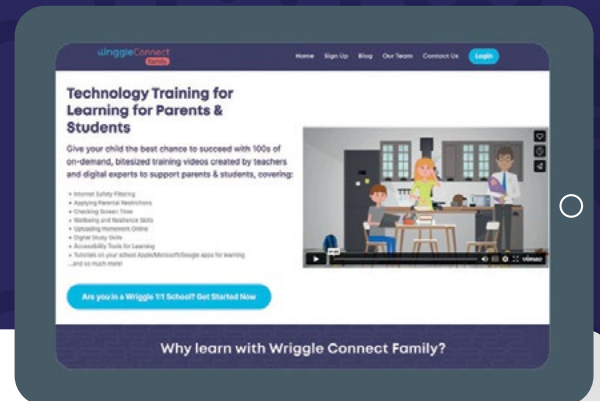 WriggleConnect
Family
Home Sign Up Blog Our Team Contact Us Login
Technology Training for
Learning for Parents &
Students
Give your child the best chance to succeed with 100s of
on-demand, bitesized training videos created by teachers
and digital experts to support parents & students, covering:
• Internet Safety Filtering
• Applying Parental Restrictions
• Checking Screen Time
• Wellbeing and Resilience Skills
• Uploading Homework Online
• Digital Study Skills
• Accessibility Tools for Learning
• Tutorials on your school Apple/Microsoft/Google apps for learning
...and so much more!
vimeo
Are you in a Wriggle 1:1 School? Get Started Now
Why learn with Wriggle Connect Family?